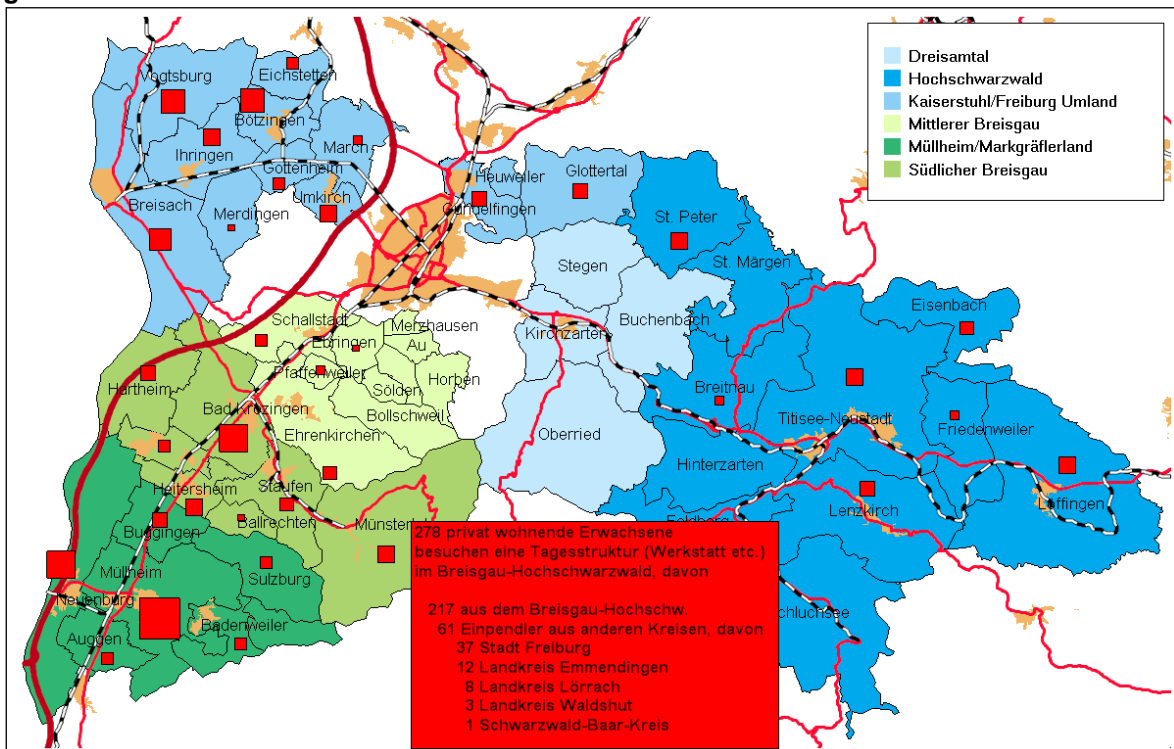 g
Dreisamtal
Hochschwarzwald
Kaiserstuhl/Freiburg Umland
Mittlerer Breisgau
Müllheim/Markgräflerland
Südlicher Breisgau
Vogtsburg
Eichstetten
Bötzingen
Ihringen
March
Gottenheim
Umkirch
Breisach
Merdingen
Heuweiler
Glottertal
Gundelfingen
St. Peter
St. Märgen
Stegen
Buchenbach
Kirchzarten
Eisenbach
Schallstadt
Merzhausen
Ebringen
Au
Pfaffenweiler
Horben
Sölden
Hartheim
Bad Krozingen
Bollschweil
Ehrenkirchen
Breitnau
Titisee-Neustadt
Friedenweiler
Oberried
Hinterzarten
Heitersheim
Staufen
Ballrechten
Münstertal
Feldberg
Lenzkirch
Löffingen
Buggingen
Müllheim
Sulzburg
Neuenburg
Auggen
Badenweiler
Schluchsee
278 privat wohnende Erwachsene
besuchen eine Tagesstruktur (Werkstatt etc.)
im Breisgau-Hochschwarzwald, davon
217 aus dem Breisgau-Hochschw.
61 Einpendler aus anderen Kreisen, davon
37 Stadt Freiburg
12 Landkreis Emmendingen
8 Landkreis Lörrach
3 Landkreis Waldshut
1 Schwarzwald-Baar-Kreis